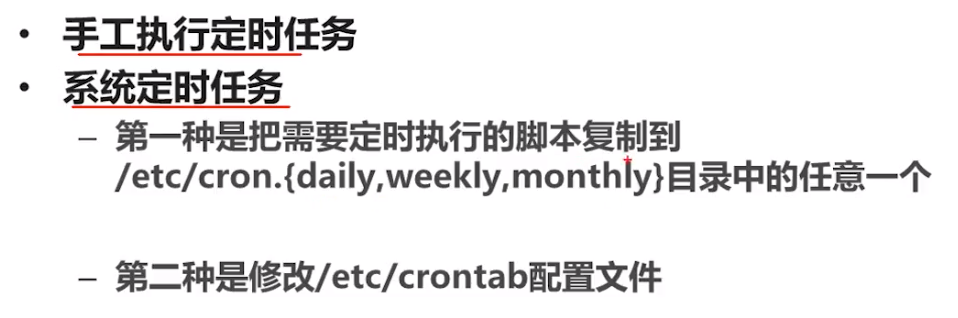 • 手工执行定时任务
• 系统定时任务
– 第一种是把需要定时执行的脚本复制到
/etc/cron.{daily,weekly,monthly}目录中的任意一个
– 第二种是修改/etc/crontab配置文件